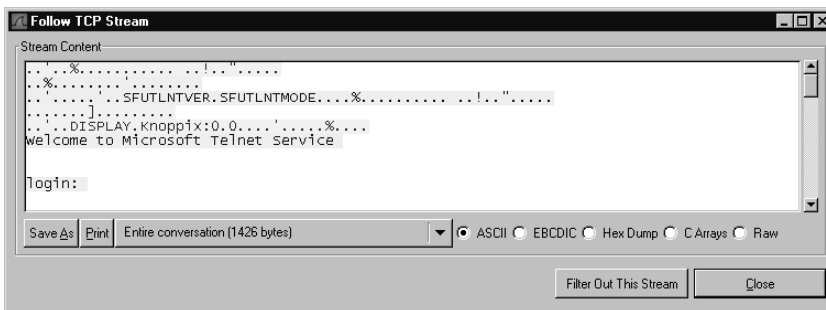 Follow TCP Stream
Stream Content
..'..%........... ..!..".....
..%........'.........
..'.....'..SFUTLNTVER.SFUTLNTMODE....%.......... ..!..".....
.......].........
..'..DISPLAY.Knoppix:0.0....'.....%....
Welcome to Microsoft Telnet Service
login:
Save As Print Entire conversation (1426 bytes) ASCII EBCDIC Hex Dump C Arrays Raw
Filter Out This Stream Close